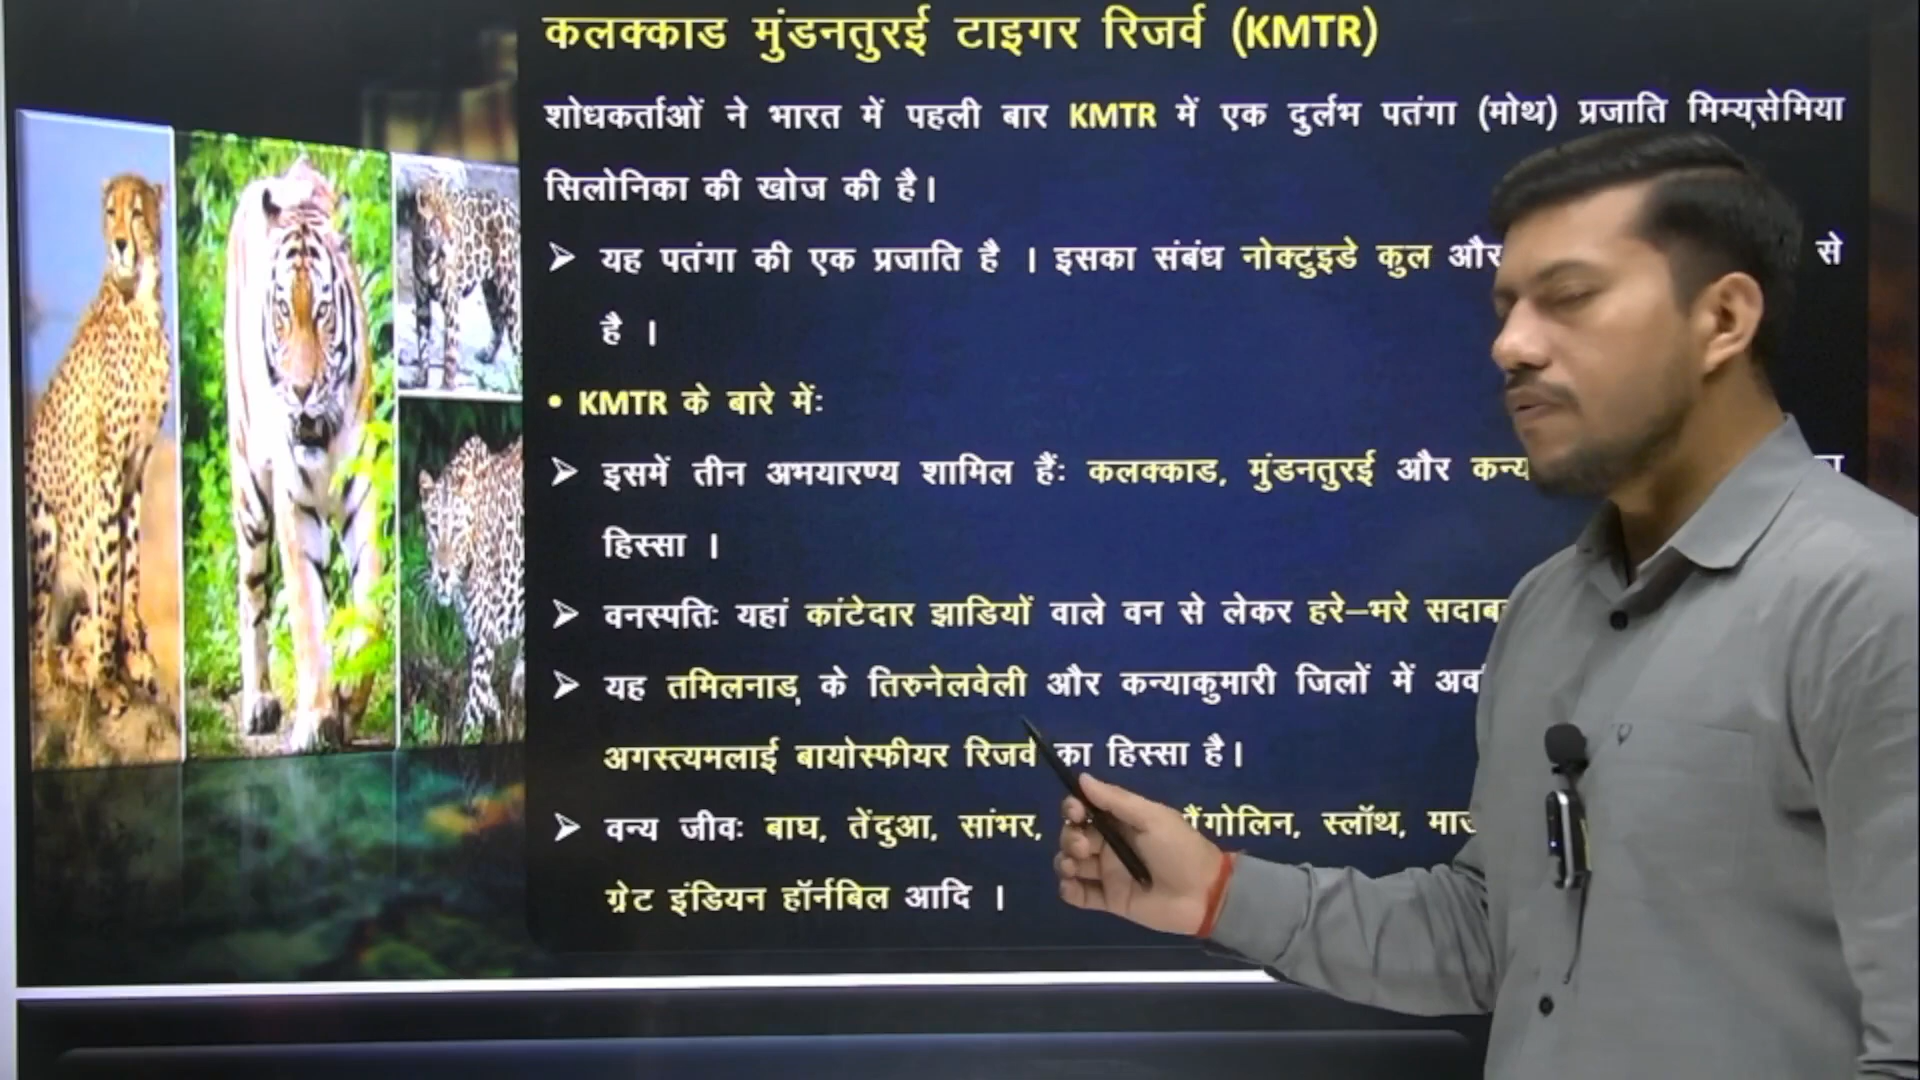 कलक्काड मुंडनतुरई टाइगर रिजर्व (KMTR)
शोधकर्ताओं ने भारत में पहली बार KMTR में एक दुर्लभ पतंगा (मोथ) प्रजाति मिम्यूसेमिया
सिलोनिका की खोज की है।
➢ यह पतंगा की एक प्रजाति है । इसका संबंध नोक्टुइडे कुल और से
है ।
• KMTR के बारे में:
➢ इसमें तीन अभयारण्य शामिल हैं: कलक्काड, मुंडनतुरई और
हिस्सा ।
➢ वनस्पति: यहां कांटेदार झाडियों वाले वन से लेकर हरे–भरे
➢ यह तमिलनाडु के तिरुनेलवेली और कन्याकुमारी जिलों में
अगस्त्यमलाई बायोस्फीयर रिजर्व का हिस्सा है।
➢ वन्य जीव: बाघ, तेंदुआ, सांभर, स्लॉथ,
ग्रेट इंडियन हॉर्नबिल आदि ।